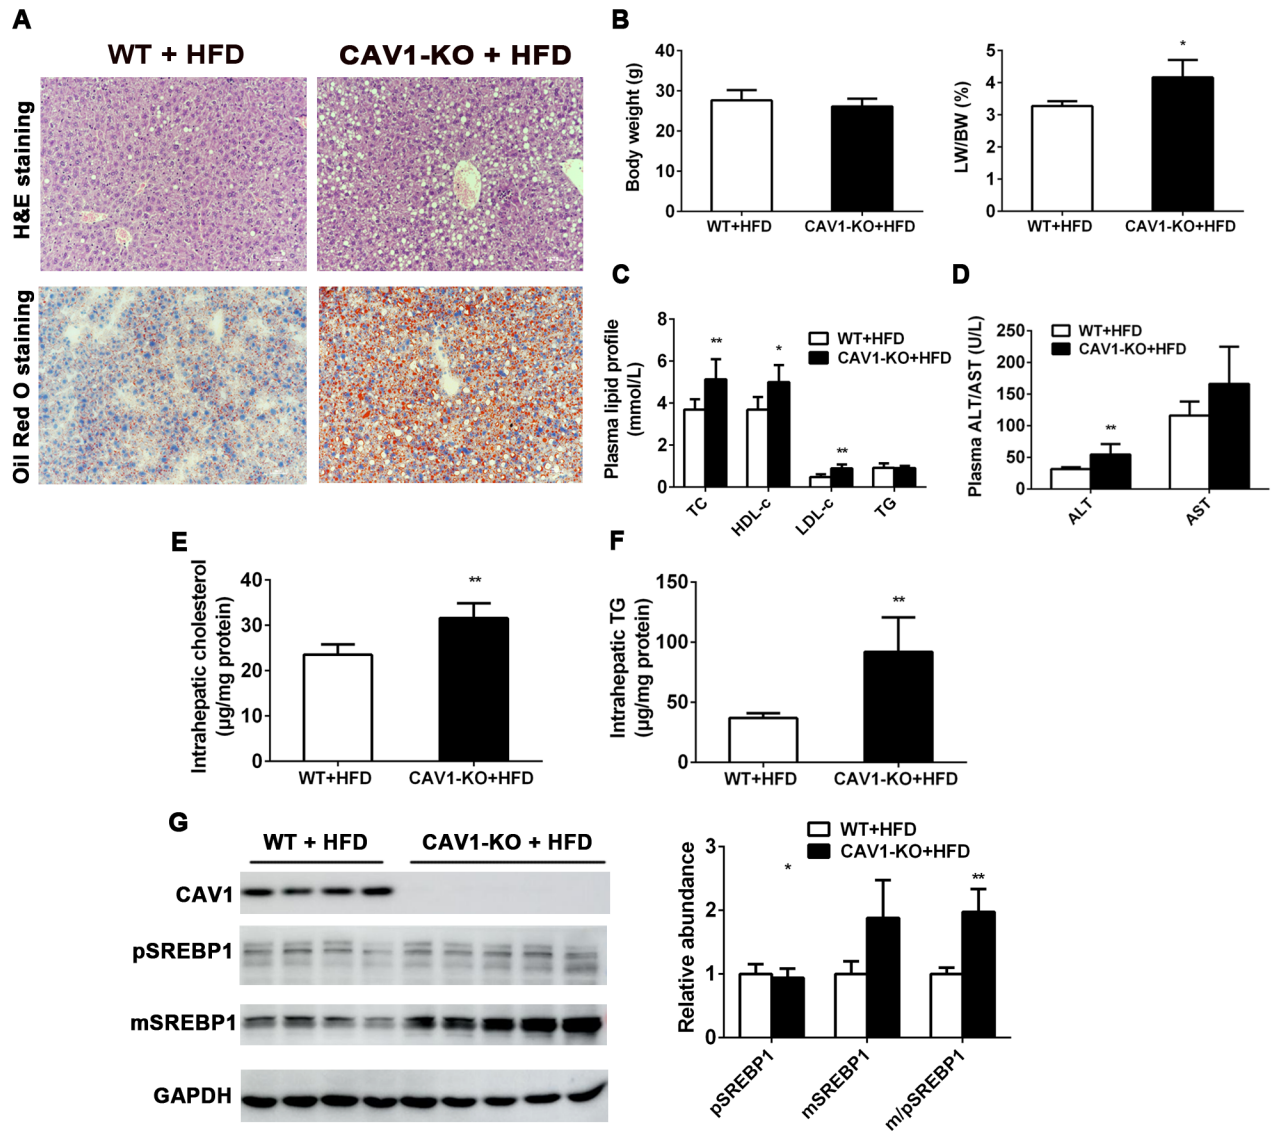 A
WT + HFD
CAV1-KO + HFD
H&E staining
Oil Red O staining
B
Body weight (g)
40
30
20
10
0
WT+HFD
CAV1-KO+HFD
LW/BW (%)
5
4
3
2
1
0
*
WT+HFD
CAV1-KO+HFD
C
Plasma lipid profile
(mmol/L)
8
6
4
2
0
WT+HFD
CAV1-KO+HFD
**
*
**
TC
HDL-c
LDL-c
TG
D
Plasma ALT/AST (U/L)
250
200
150
100
50
0
WT+HFD
CAV1-KO+HFD
**
ALT
AST
E
Intrahepatic cholesterol
(µg/mg protein)
40
30
20
10
0
**
WT+HFD
CAV1-KO+HFD
F
Intrahepatic TG
(µg/mg protein)
150
100
50
0
**
WT+HFD
CAV1-KO+HFD
G
WT + HFD
CAV1-KO + HFD
CAV1
pSREBP1
mSREBP1
GAPDH
WT+HFD
CAV1-KO+HFD
Relative abundance
3
2
1
0
*
**
pSREBP1
mSREBP1
m/pSREBP1